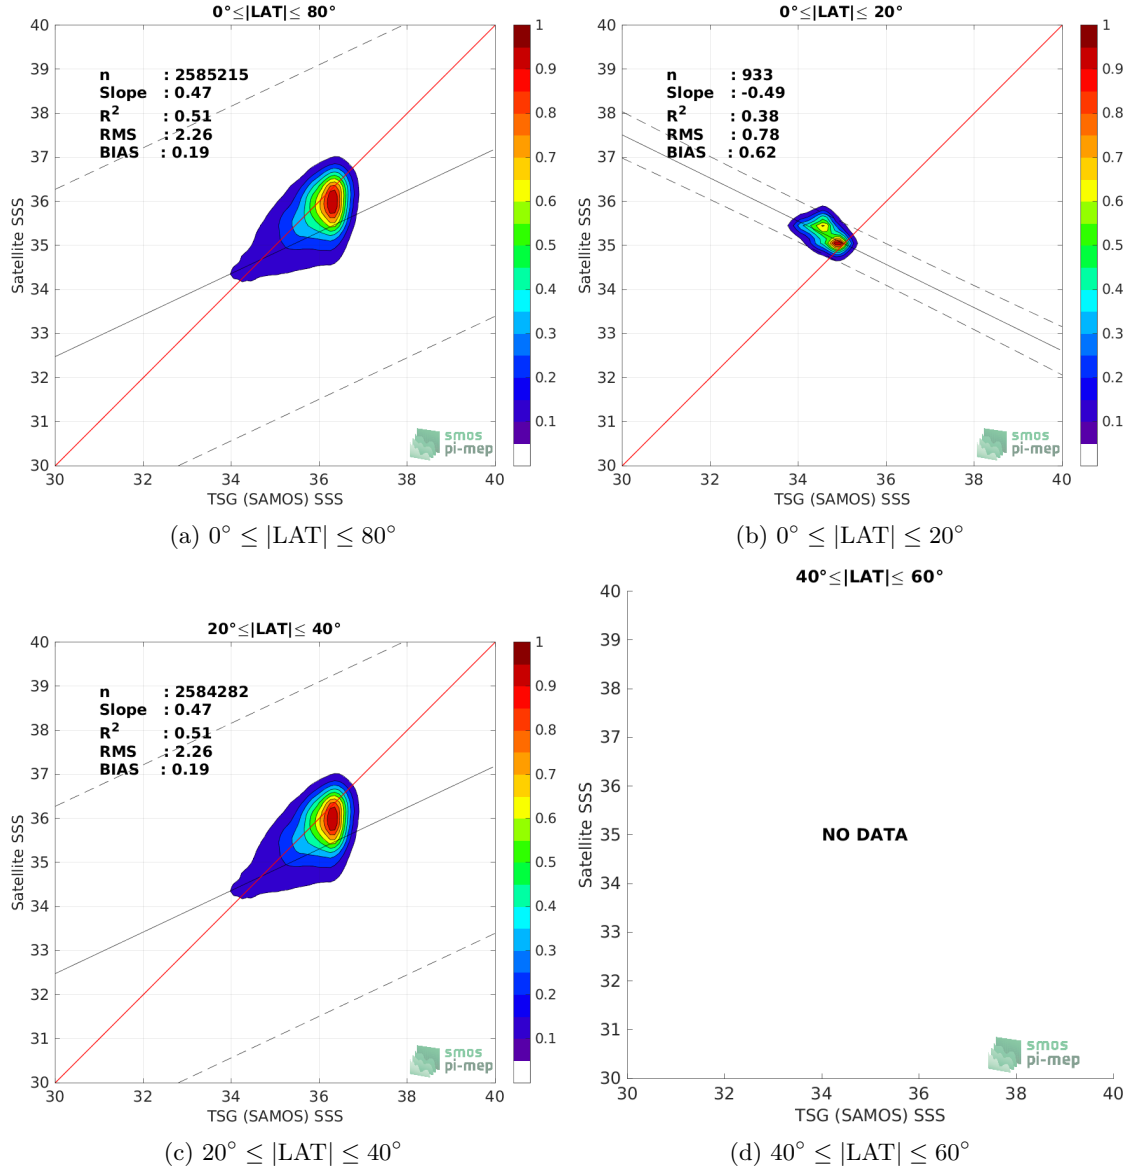 0°≤|LAT|≤ 80°
40
39
38
37
36
35
34
33
32
31
30
Satellite SSS
n : 2585215
Slope : 0.47
R² : 0.51
RMS : 2.26
BIAS : 0.19
smos
pi-mep
30 32 34 36 38 40
TSG (SAMOS) SSS
1
0.9
0.8
0.7
0.6
0.5
0.4
0.3
0.2
0.1
(a) 0° ≤ |LAT| ≤ 80°
0°≤|LAT|≤ 20°
40
39
38
37
36
35
34
33
32
31
30
Satellite SSS
n : 933
Slope : -0.49
R² : 0.38
RMS : 0.78
BIAS : 0.62
smos
pi-mep
30 32 34 36 38 40
TSG (SAMOS) SSS
1
0.9
0.8
0.7
0.6
0.5
0.4
0.3
0.2
0.1
(b) 0° ≤ |LAT| ≤ 20°
20°≤|LAT|≤ 40°
40
39
38
37
36
35
34
33
32
31
30
Satellite SSS
n : 2584282
Slope : 0.47
R² : 0.51
RMS : 2.26
BIAS : 0.19
smos
pi-mep
30 32 34 36 38 40
TSG (SAMOS) SSS
1
0.9
0.8
0.7
0.6
0.5
0.4
0.3
0.2
0.1
(c) 20° ≤ |LAT| ≤ 40°
40°≤|LAT|≤ 60°
40
39
38
37
36
35
34
33
32
31
30
Satellite SSS
NO DATA
smos
pi-mep
30 32 34 36 38 40
TSG (SAMOS) SSS
(d) 40° ≤ |LAT| ≤ 60°